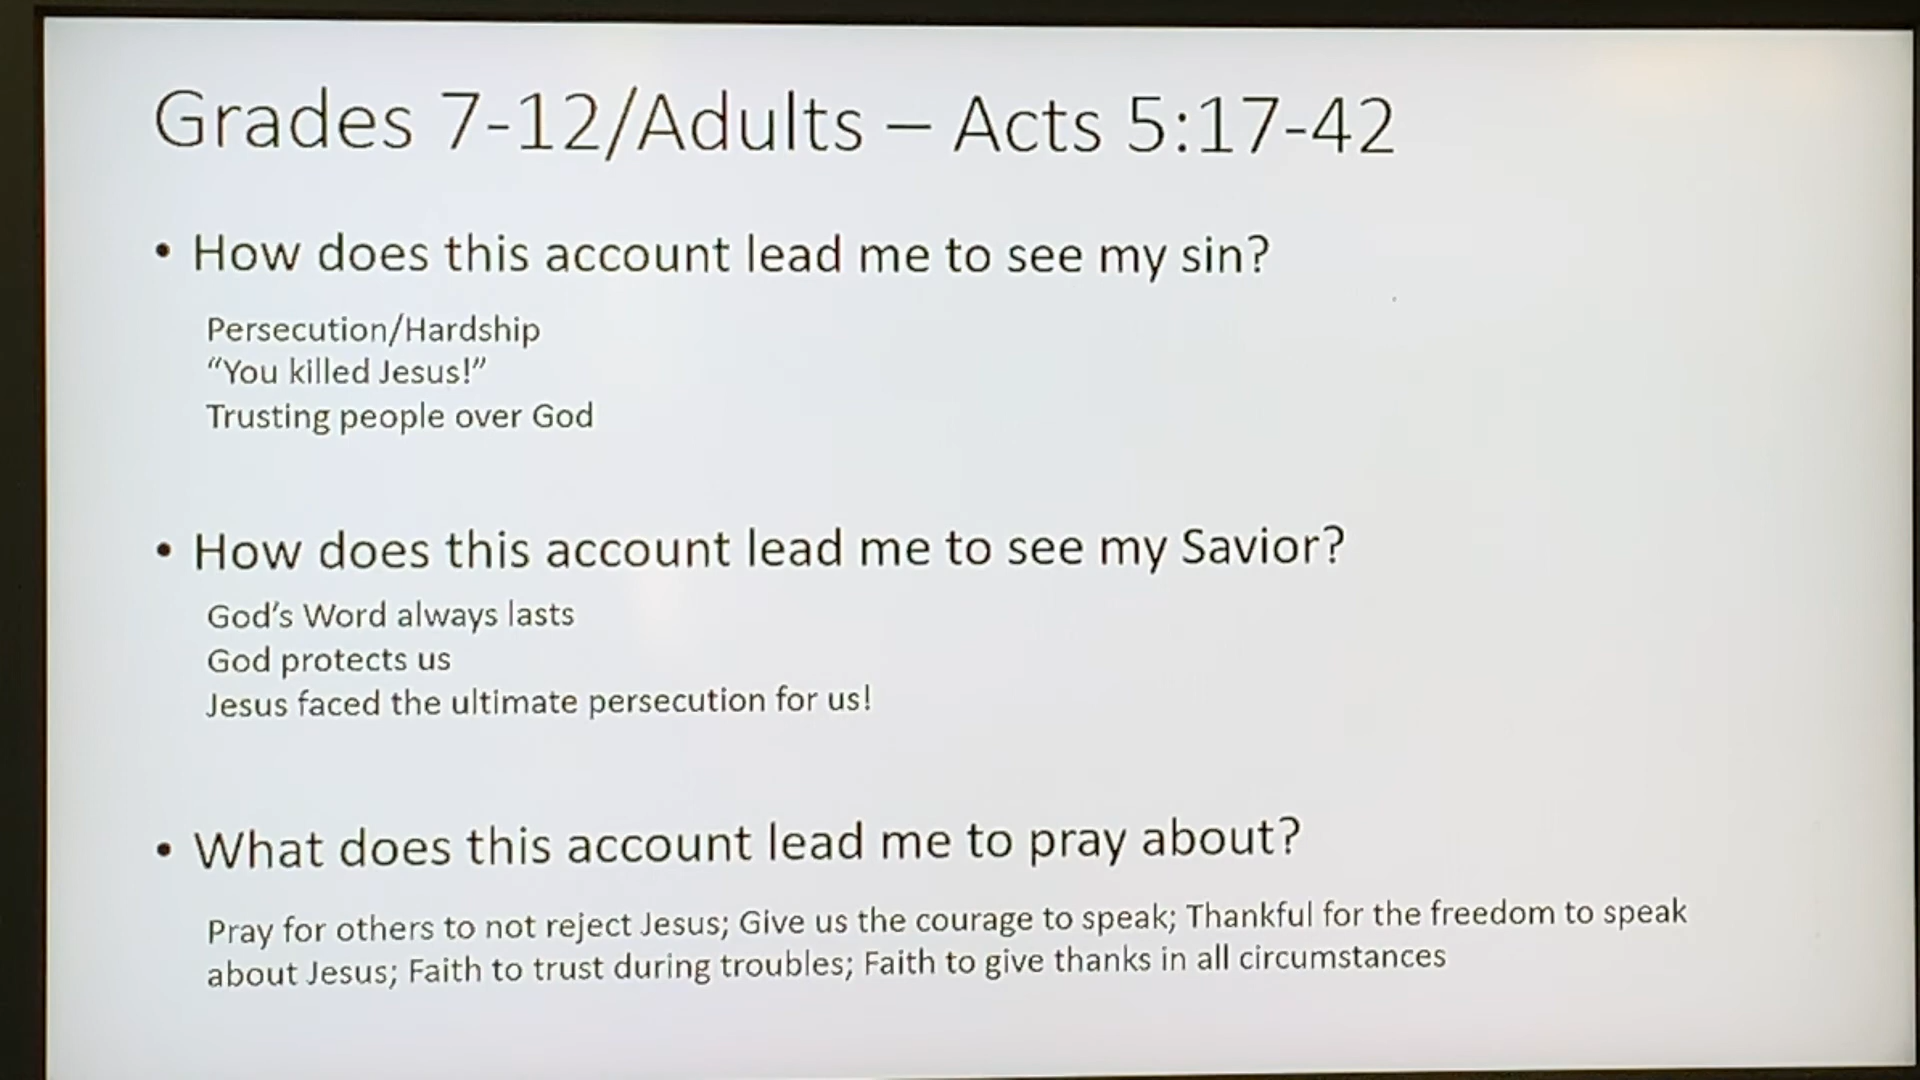 Grades 7-12/Adults – Acts 5:17-42
• How does this account lead me to see my sin?
Persecution/Hardship
“You killed Jesus!”
Trusting people over God
• How does this account lead me to see my Savior?
God’s Word always lasts
God protects us
Jesus faced the ultimate persecution for us!
• What does this account lead me to pray about?
Pray for others to not reject Jesus; Give us the courage to speak; Thankful for the freedom to speak
about Jesus; Faith to trust during troubles; Faith to give thanks in all circumstances